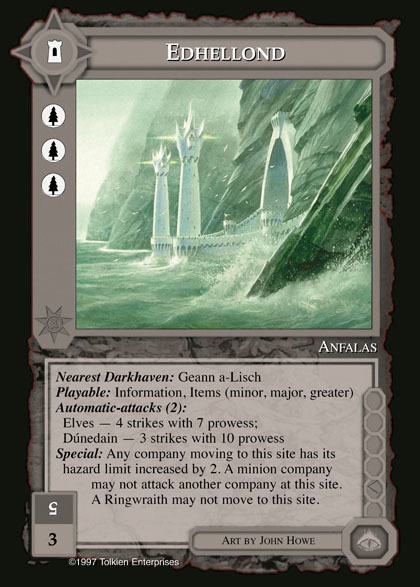 EDHELLOND
ANFALAS
Nearest Darkhaven: Geann a-Lisch
Playable: Information, Items (minor, major, greater)
Automatic-attacks (2):
Elves — 4 strikes with 7 prowess;
Dúnedain — 3 strikes with 10 prowess
Special: Any company moving to this site has its
hazard limit increased by 2. A minion company
may not attack another company at this site.
A Ringwraith may not move to this site.
5
3
ART BY JOHN HOWE
©1997 Tolkien Enterprises